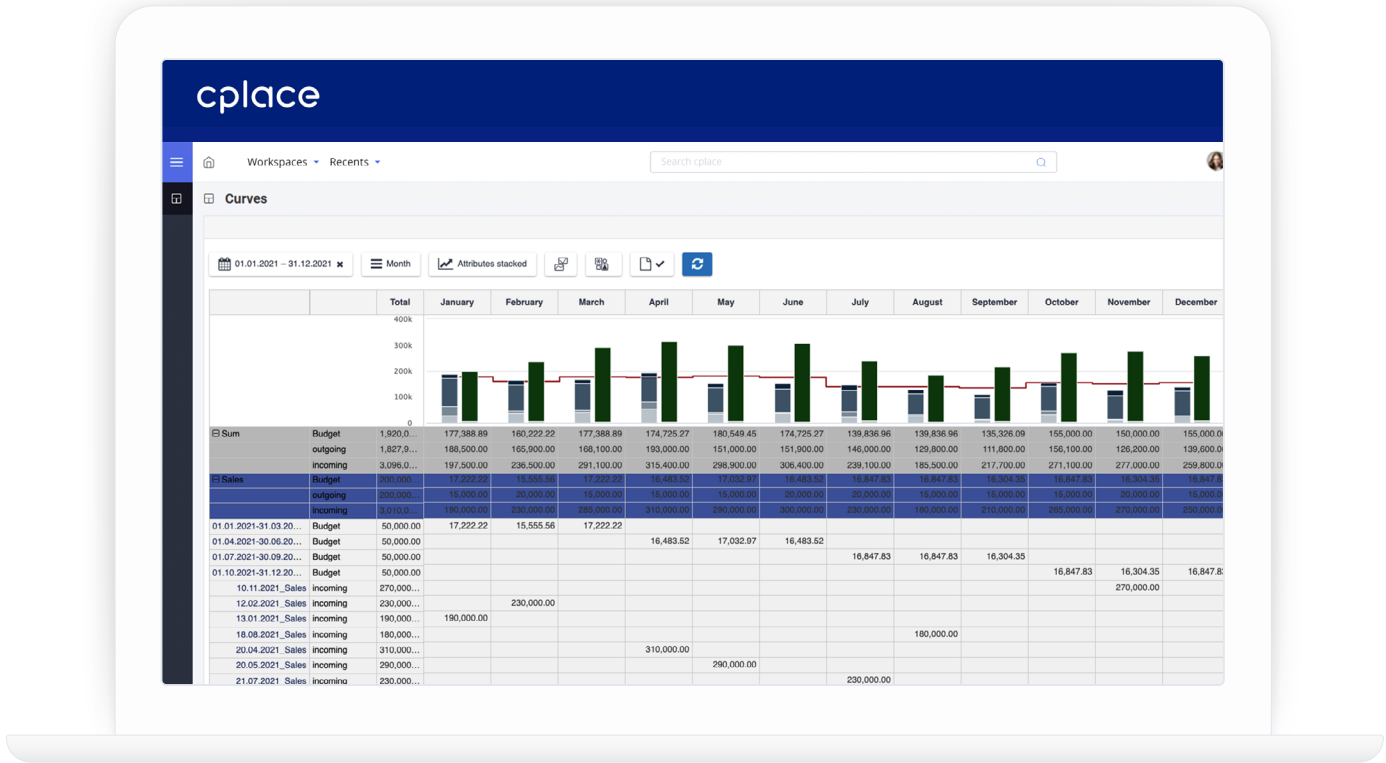 cplace
Workspaces Recents Search cplace
Curves
01.01.2021 – 31.12.2021 Month Attributes stacked
Total January February March April May June July August September October November December
400k
300k
200k
100k
0
Sum Budget 1,920,0... 177,388.89 160,222.22 177,388.89 174,725.27 180,549.45 174,725.27 139,836.96 139,836.96 135,326.09 155,000.00 150,000.00 155,000.00
outgoing 1,827,9... 188,500.00 165,900.00 168,100.00 193,000.00 151,000.00 151,900.00 146,000.00 129,800.00 111,800.00 156,100.00 126,200.00 139,600.0
incoming 3,096,0... 197,500.00 236,500.00 291,100.00 315,400.00 298,900.00 306,400.00 239,100.00 185,500.00 217,700.00 271,100.00 277,000.00 259,800.0
Sales Budget 200,000... 17,222.22 15,555.56 17,222.22 16,483.52 17,032.97 16,483.52 16,847.83 16,847.83 16,304.35 16,847.83 16,304.35 16,847.8
outgoing 200,000... 15,000.00 20,000.00 15,000.00 15,000.00 15,000.00 20,000.00 20,000.00 15,000.00 15,000.00 15,000.00 15,000.00 20,000.0
incoming 3,010,0... 190,000.00 230,000.00 285,000.00 310,000.00 290,000.00 300,000.00 230,000.00 180,000.00 210,000.00 265,000.00 270,000.00 250,000.0
01.01.2021-31.03.20... Budget 50,000.00 17,222.22 15,555.56 17,222.22
01.04.2021-30.06.20... Budget 50,000.00 16,483.52 17,032.97 16,483.52
01.07.2021-30.09.20... Budget 50,000.00 16,847.83 16,847.83 16,304.35
01.10.2021-31.12.20... Budget 50,000.00 16,847.83 16,304.35 16,847.8
10.11.2021_Sales incoming 270,000... 270,000.00
12.02.2021_Sales incoming 230,000... 230,000.00
13.01.2021_Sales incoming 190,000... 190,000.00
18.08.2021_Sales incoming 180,000... 180,000.00
20.04.2021_Sales incoming 310,000... 310,000.00
20.05.2021_Sales incoming 290,000... 290,000.00
21.07.2021_Sales incoming 230,000... 230,000.00